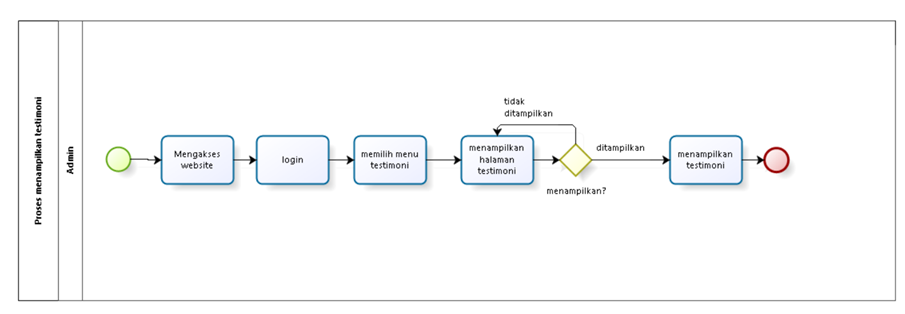 Proses menampilkan testimoni
Admin
Mengakses
website
login
memilih menu
testimoni
menampilkan
halaman
testimoni
tidak
ditampilkan
menampilkan?
ditampilkan
menampilkan
testimoni